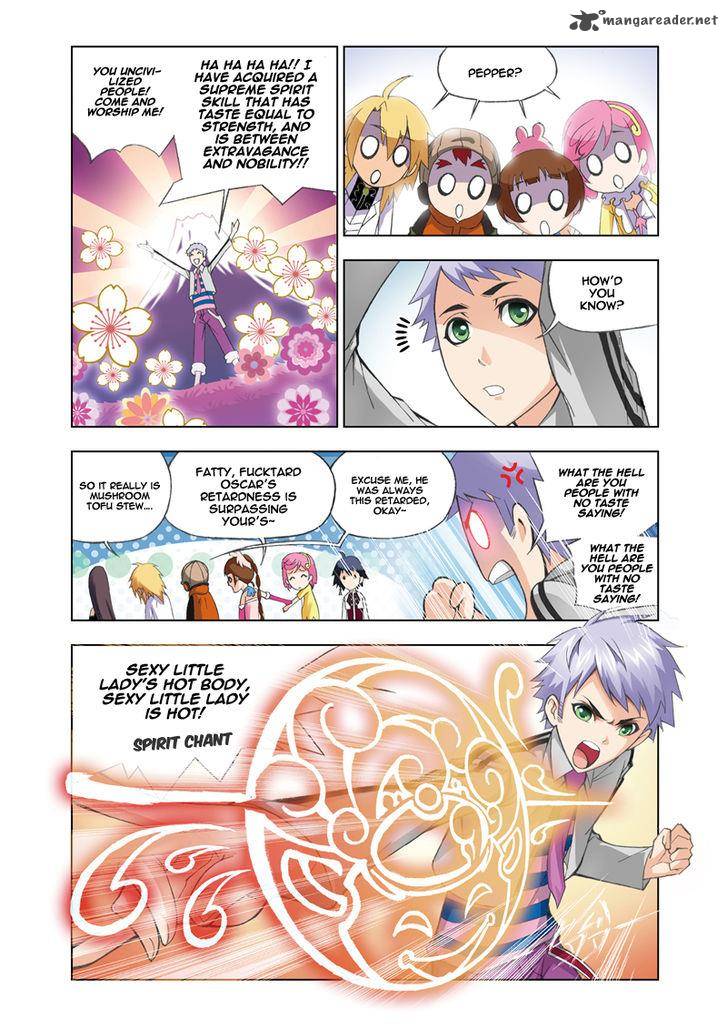 mangareader.net
YOU UNCIVI-
LIZED
PEOPLE!
COME AND
WORSHIP ME!
HA HA HA HA!! I
HAVE ACQUIRED A
SUPREME SPIRIT
SKILL THAT HAS
TASTE EQUAL TO
STRENGTH, AND
IS BETWEEN
EXTRAVAGANCE
AND NOBILITY!!
PEPPER?
HOW'D
YOU
KNOW?
SO IT REALLY IS
MUSHROOM
TOFU STEW....
FATTY, FUCKTARD
OSCAR'S
RETARDNESS IS
SURPASSING
YOUR'S~
EXCUSE ME, HE
WAS ALWAYS
THIS RETARDED,
OKAY~
WHAT THE HELL
ARE YOU
PEOPLE WITH
NO TASTE
SAYING!
WHAT THE
HELL ARE
YOU PEOPLE
WITH NO
TASTE
SAYING!
SEXY LITTLE
LADY'S HOT BODY,
SEXY LITTLE LADY
IS HOT!
SPIRIT CHANT